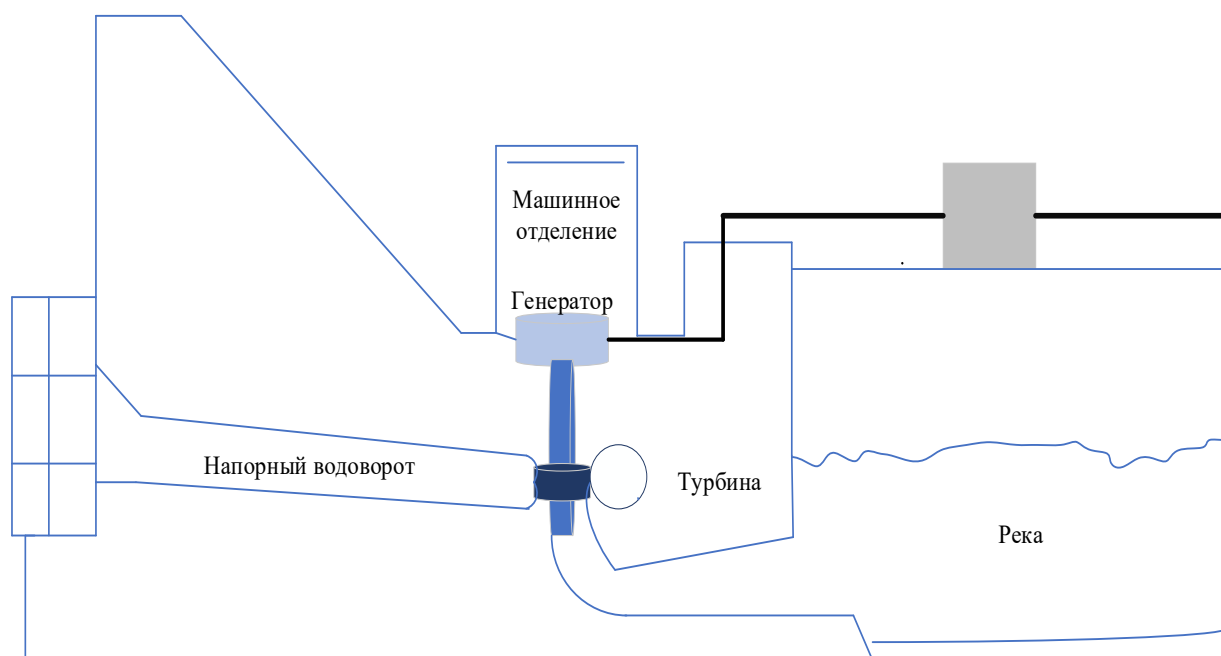 Машинное
отделение
Генератор
Напорный водоворот
Турбина
Река